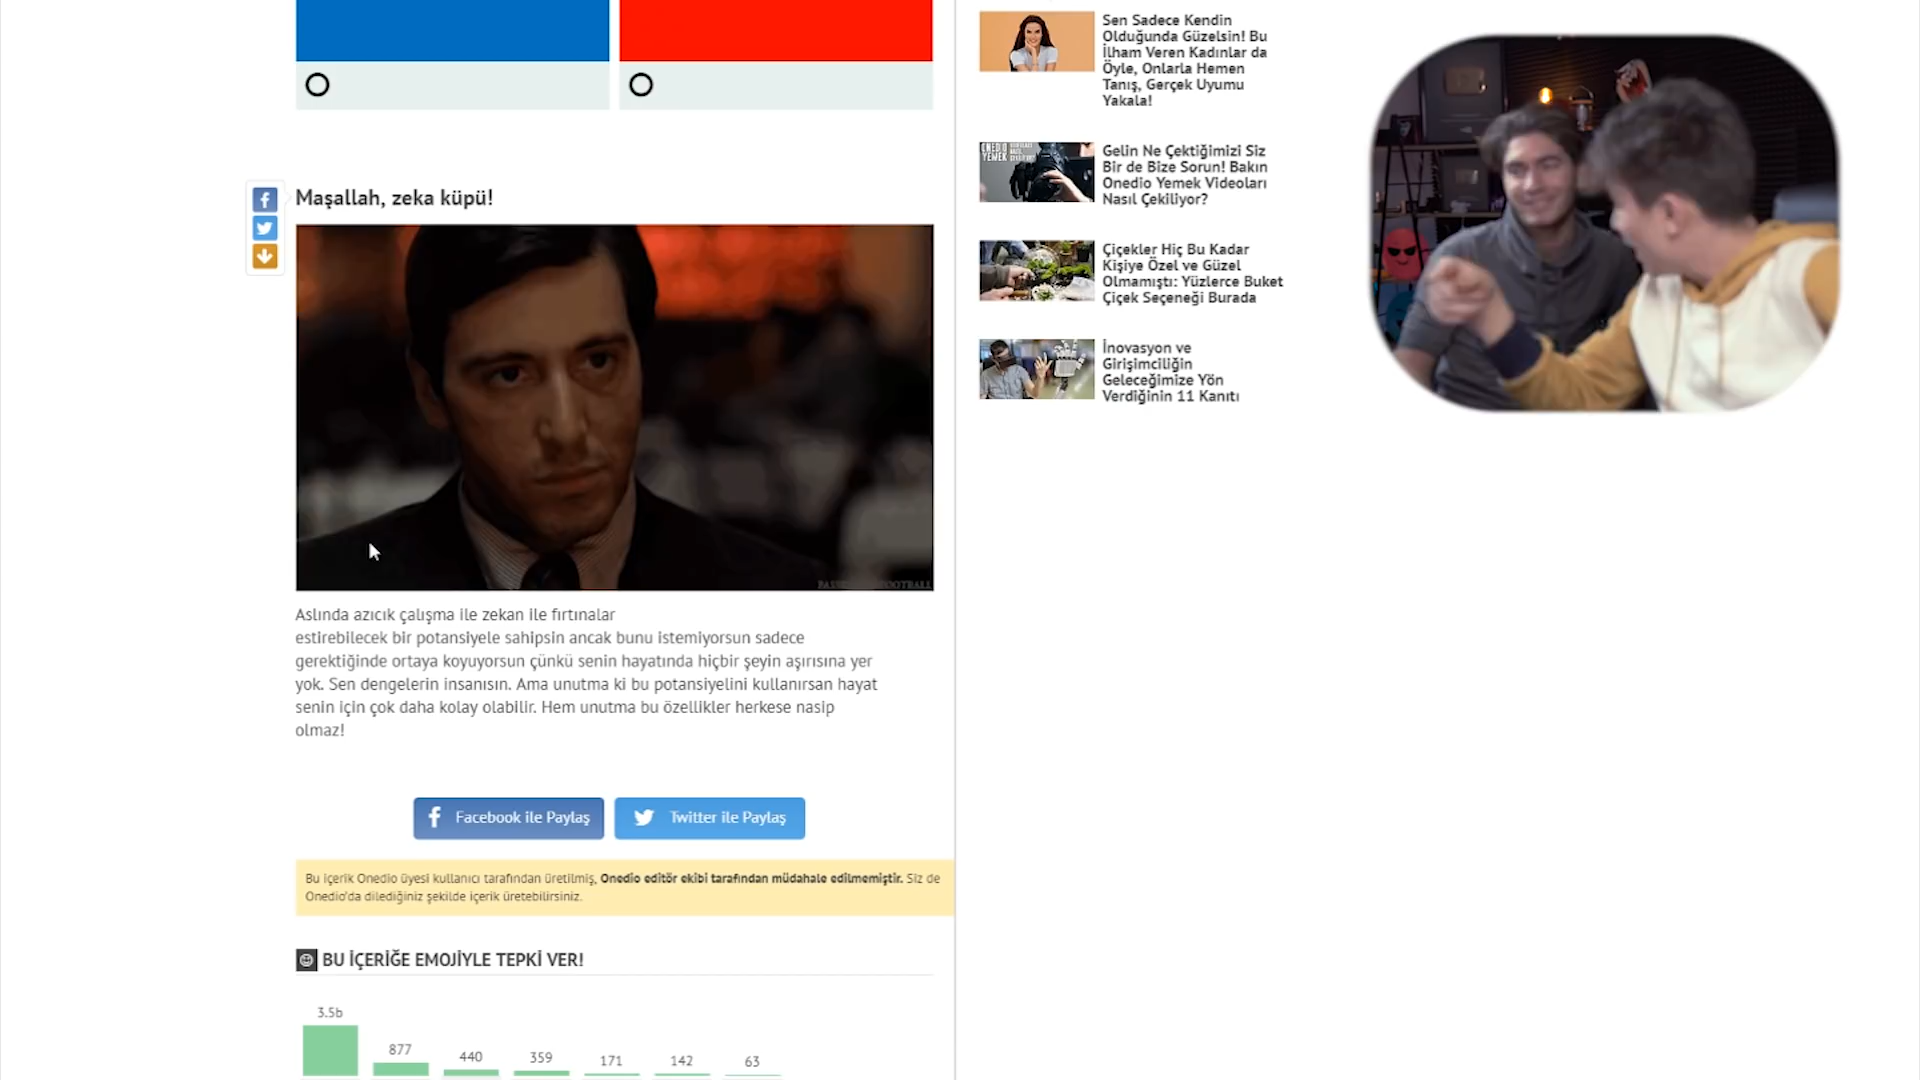 Maşallah, zeka küpü!
Aslında azıcık çalışma ile zekan ile fırtınalar
estirebilecek bir potansiyele sahipsin ancak bunu istemiyorsun sadece
gerektiğinde ortaya koyuyorsun çünkü senin hayatında hiçbir şeyin aşırısına yer
yok. Sen dengelerin insanısın. Ama unutma ki bu potansiyelini kullanırsan hayat
senin için çok daha kolay olabilir. Hem unutma bu özellikler herkese nasip
olmaz!
Facebook ile Paylaş
Twitter ile Paylaş
Bu içerik Onedio üyesi kullanıcı tarafından üretilmiş, Onedio editör ekibi tarafından müdahale edilmemiştir. Siz de
Onedio'da dilediğiniz şekilde içerik üretebilirsiniz.
BU İÇERİĞE EMOJİYLE TEPKİ VER!
3.5b
877
440
359
171
142
63
Sen Sadece Kendin
Olduğunda Güzelsin! Bu
İlham Veren Kadınlar da
Öyle, Onlarla Hemen
Tanış, Gerçek Uyumu
Yakala!
ONEDİO
YEMEK
Gelin Ne Çektiğimizi Siz
Bir de Bize Sorun! Bakın
Onedio Yemek Videoları
Nasıl Çekiliyor?
Çiçekler Hiç Bu Kadar
Kişiye Özel ve Güzel
Olmamıştı: Yüzlerce Buket
Çiçek Seçeneği Burada
İnovasyon ve
Girişimciliğin
Geleceğimize Yön
Verdiğinin 11 Kanıtı